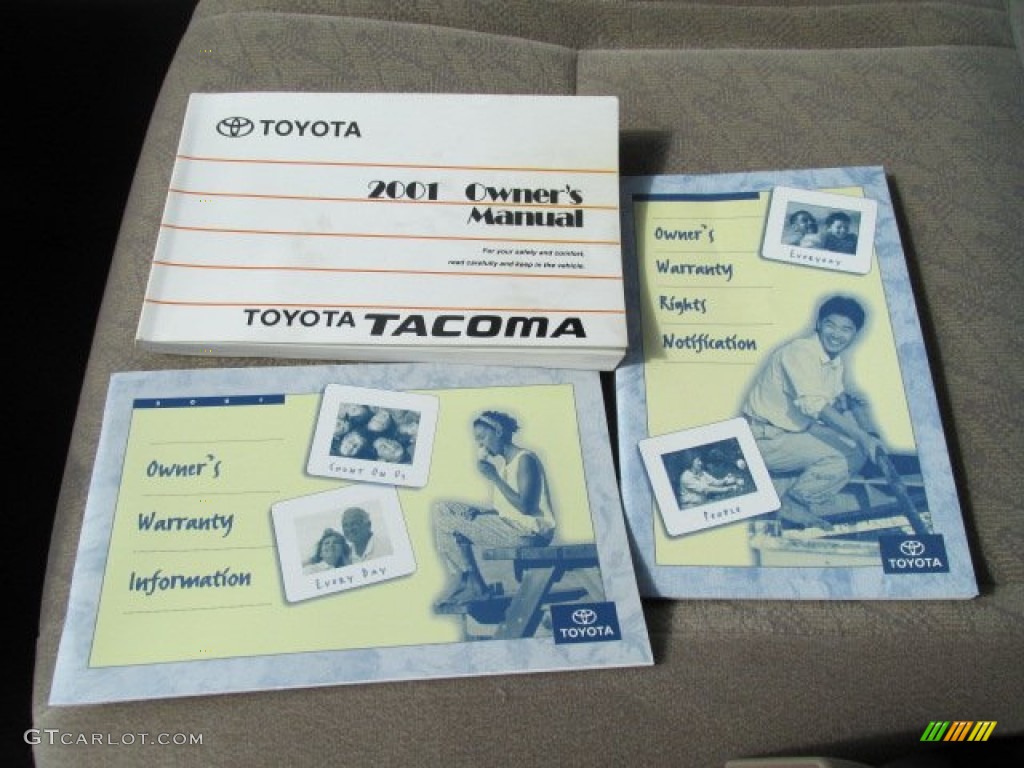 TOYOTA
2001 Owner's
Manual
For your safety and comfort,
read carefully and keep in the vehicle.
TOYOTA TACOMA
Owner's
Warranty
Rights
Notification
EVERYDAY
PEOPLE
TOYOTA
2001
Owner's
Warranty
Information
COUNT ON US
EVERY DAY
TOYOTA
GTCARLOT.COM